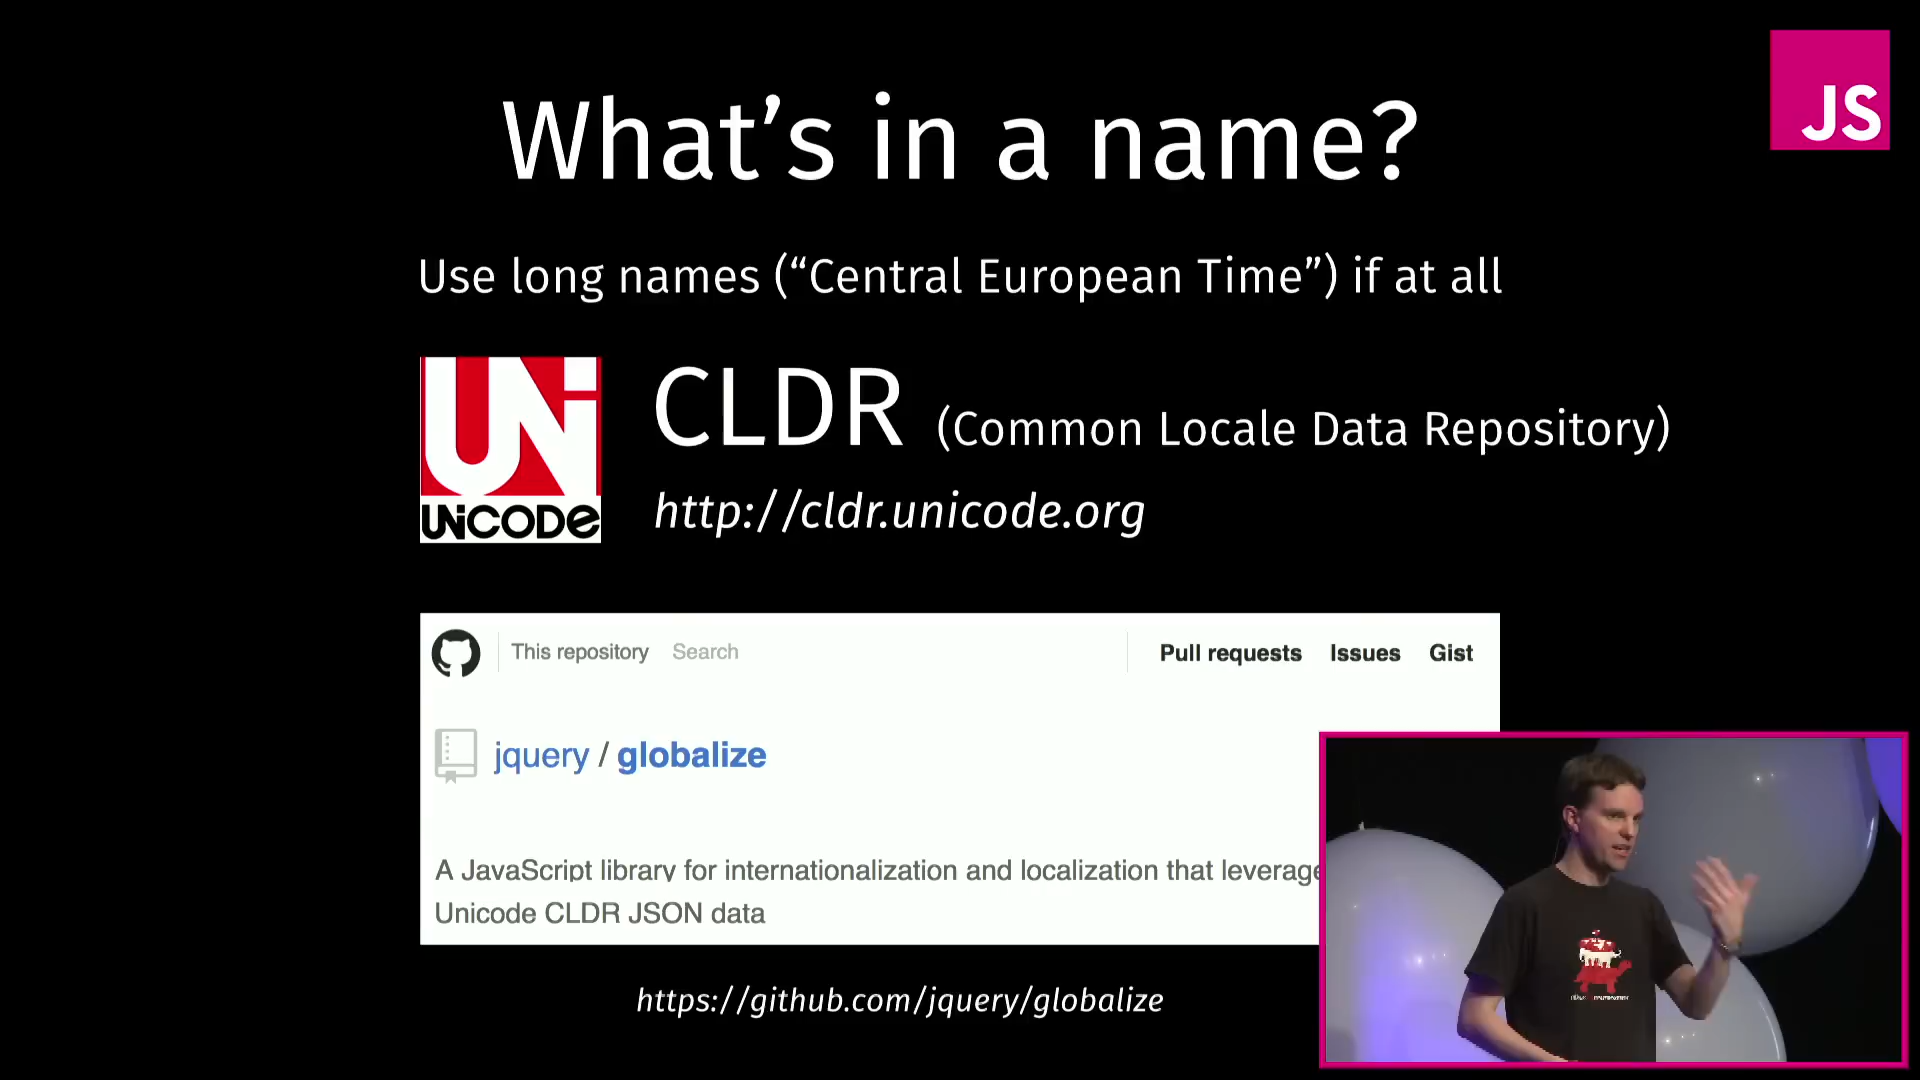 JS
What’s in a name?
Use long names (“Central European Time”) if at all
UNi
UNiCODe
CLDR (Common Locale Data Repository)
http://cldr.unicode.org
This repository Search Pull requests Issues Gist
jquery / globalize
A JavaScript library for internationalization and localization that leverage
Unicode CLDR JSON data
https://github.com/jquery/globalize